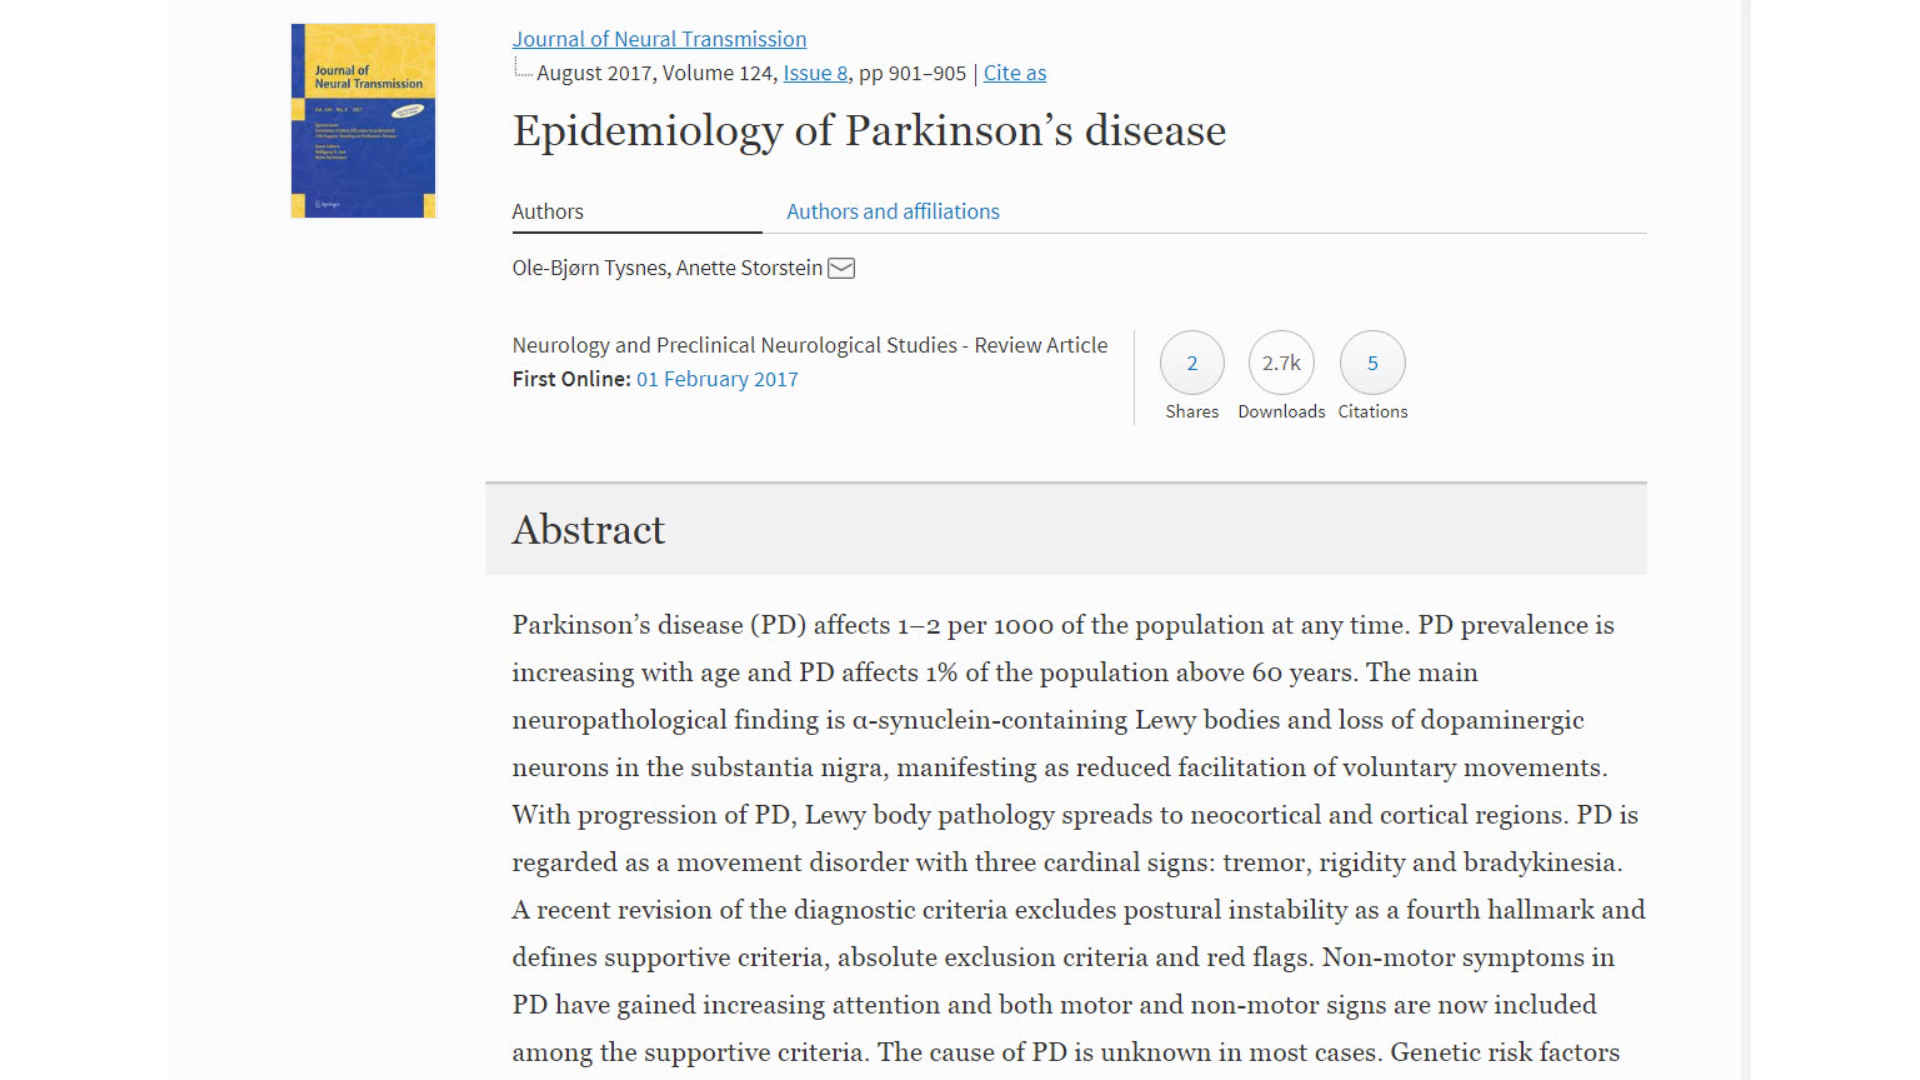 Journal of
Neural Transmission
Journal of Neural Transmission
August 2017, Volume 124, Issue 8, pp 901–905 | Cite as
Epidemiology of Parkinson’s disease
Authors
Authors and affiliations
Ole-Bjørn Tysnes, Anette Storstein
Neurology and Preclinical Neurological Studies - Review Article
First Online: 01 February 2017
2
2.7k
5
Shares
Downloads
Citations
Abstract
Parkinson’s disease (PD) affects 1–2 per 1000 of the population at any time. PD prevalence is
increasing with age and PD affects 1% of the population above 60 years. The main
neuropathological finding is α-synuclein-containing Lewy bodies and loss of dopaminergic
neurons in the substantia nigra, manifesting as reduced facilitation of voluntary movements.
With progression of PD, Lewy body pathology spreads to neocortical and cortical regions. PD is
regarded as a movement disorder with three cardinal signs: tremor, rigidity and bradykinesia.
A recent revision of the diagnostic criteria excludes postural instability as a fourth hallmark and
defines supportive criteria, absolute exclusion criteria and red flags. Non-motor symptoms in
PD have gained increasing attention and both motor and non-motor signs are now included
among the supportive criteria. The cause of PD is unknown in most cases. Genetic risk factors